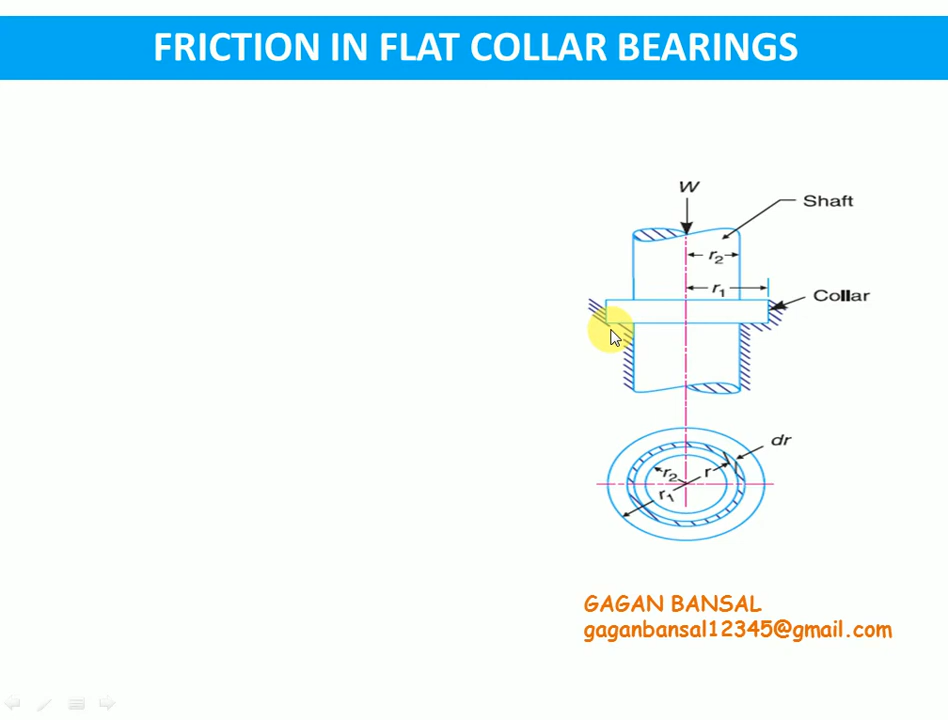 FRICTION IN FLAT COLLAR BEARINGS
W
Shaft
r2
r1
Collar
dr
r2
r
r1
GAGAN BANSAL
gaganbansal12345@gmail.com